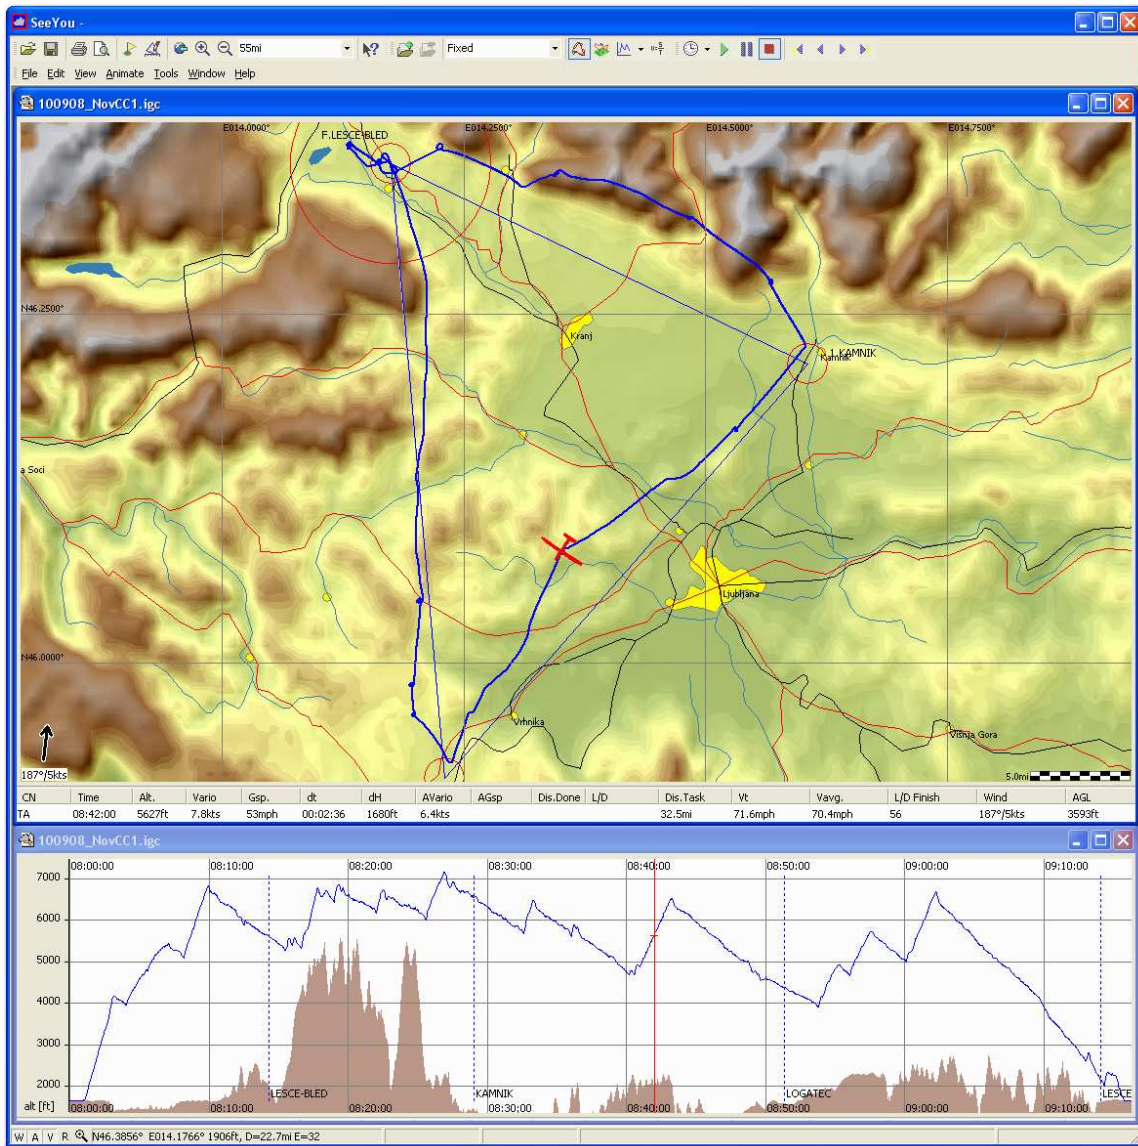 SeeYou -
55mi Fixed
File Edit View Animate Tools Window Help
100908_NovCC1.igc
E014.0000° E014.2500° E014.5000° E014.7500°
F.LESCE-BLED
N46.2500°
Kranj
1.KAMNIK
Kamnik
a Soci
Ljubljana
N46.0000°
Vrhnika
Višnja Gora
187°/5kts
5.0mi
CN Time Alt. Vario Gsp. dt dH AVario AGsp Dis.Done L/D Dis.Task Vt Vavg. L/D Finish Wind AGL
TA 08:42:00 5627ft 7.8kts 53mph 00:02:36 1680ft 6.4kts 32.5mi 71.6mph 70.4mph 56 187°/5kts 3593ft
100908_NovCC1.igc
08:00:00 08:10:00 08:20:00 08:30:00 08:40:00 08:50:00 09:00:00 09:10:00
7000
6000
5000
4000
3000
2000
LESCE-BLED KAMNIK LOGATEC LESCE
alt [ft] 08:00:00 08:10:00 08:20:00 08:30:00 08:40:00 08:50:00 09:00:00 09:10:00
W A V R N46.3856° E014.1766° 1906ft, D=22.7mi E=32